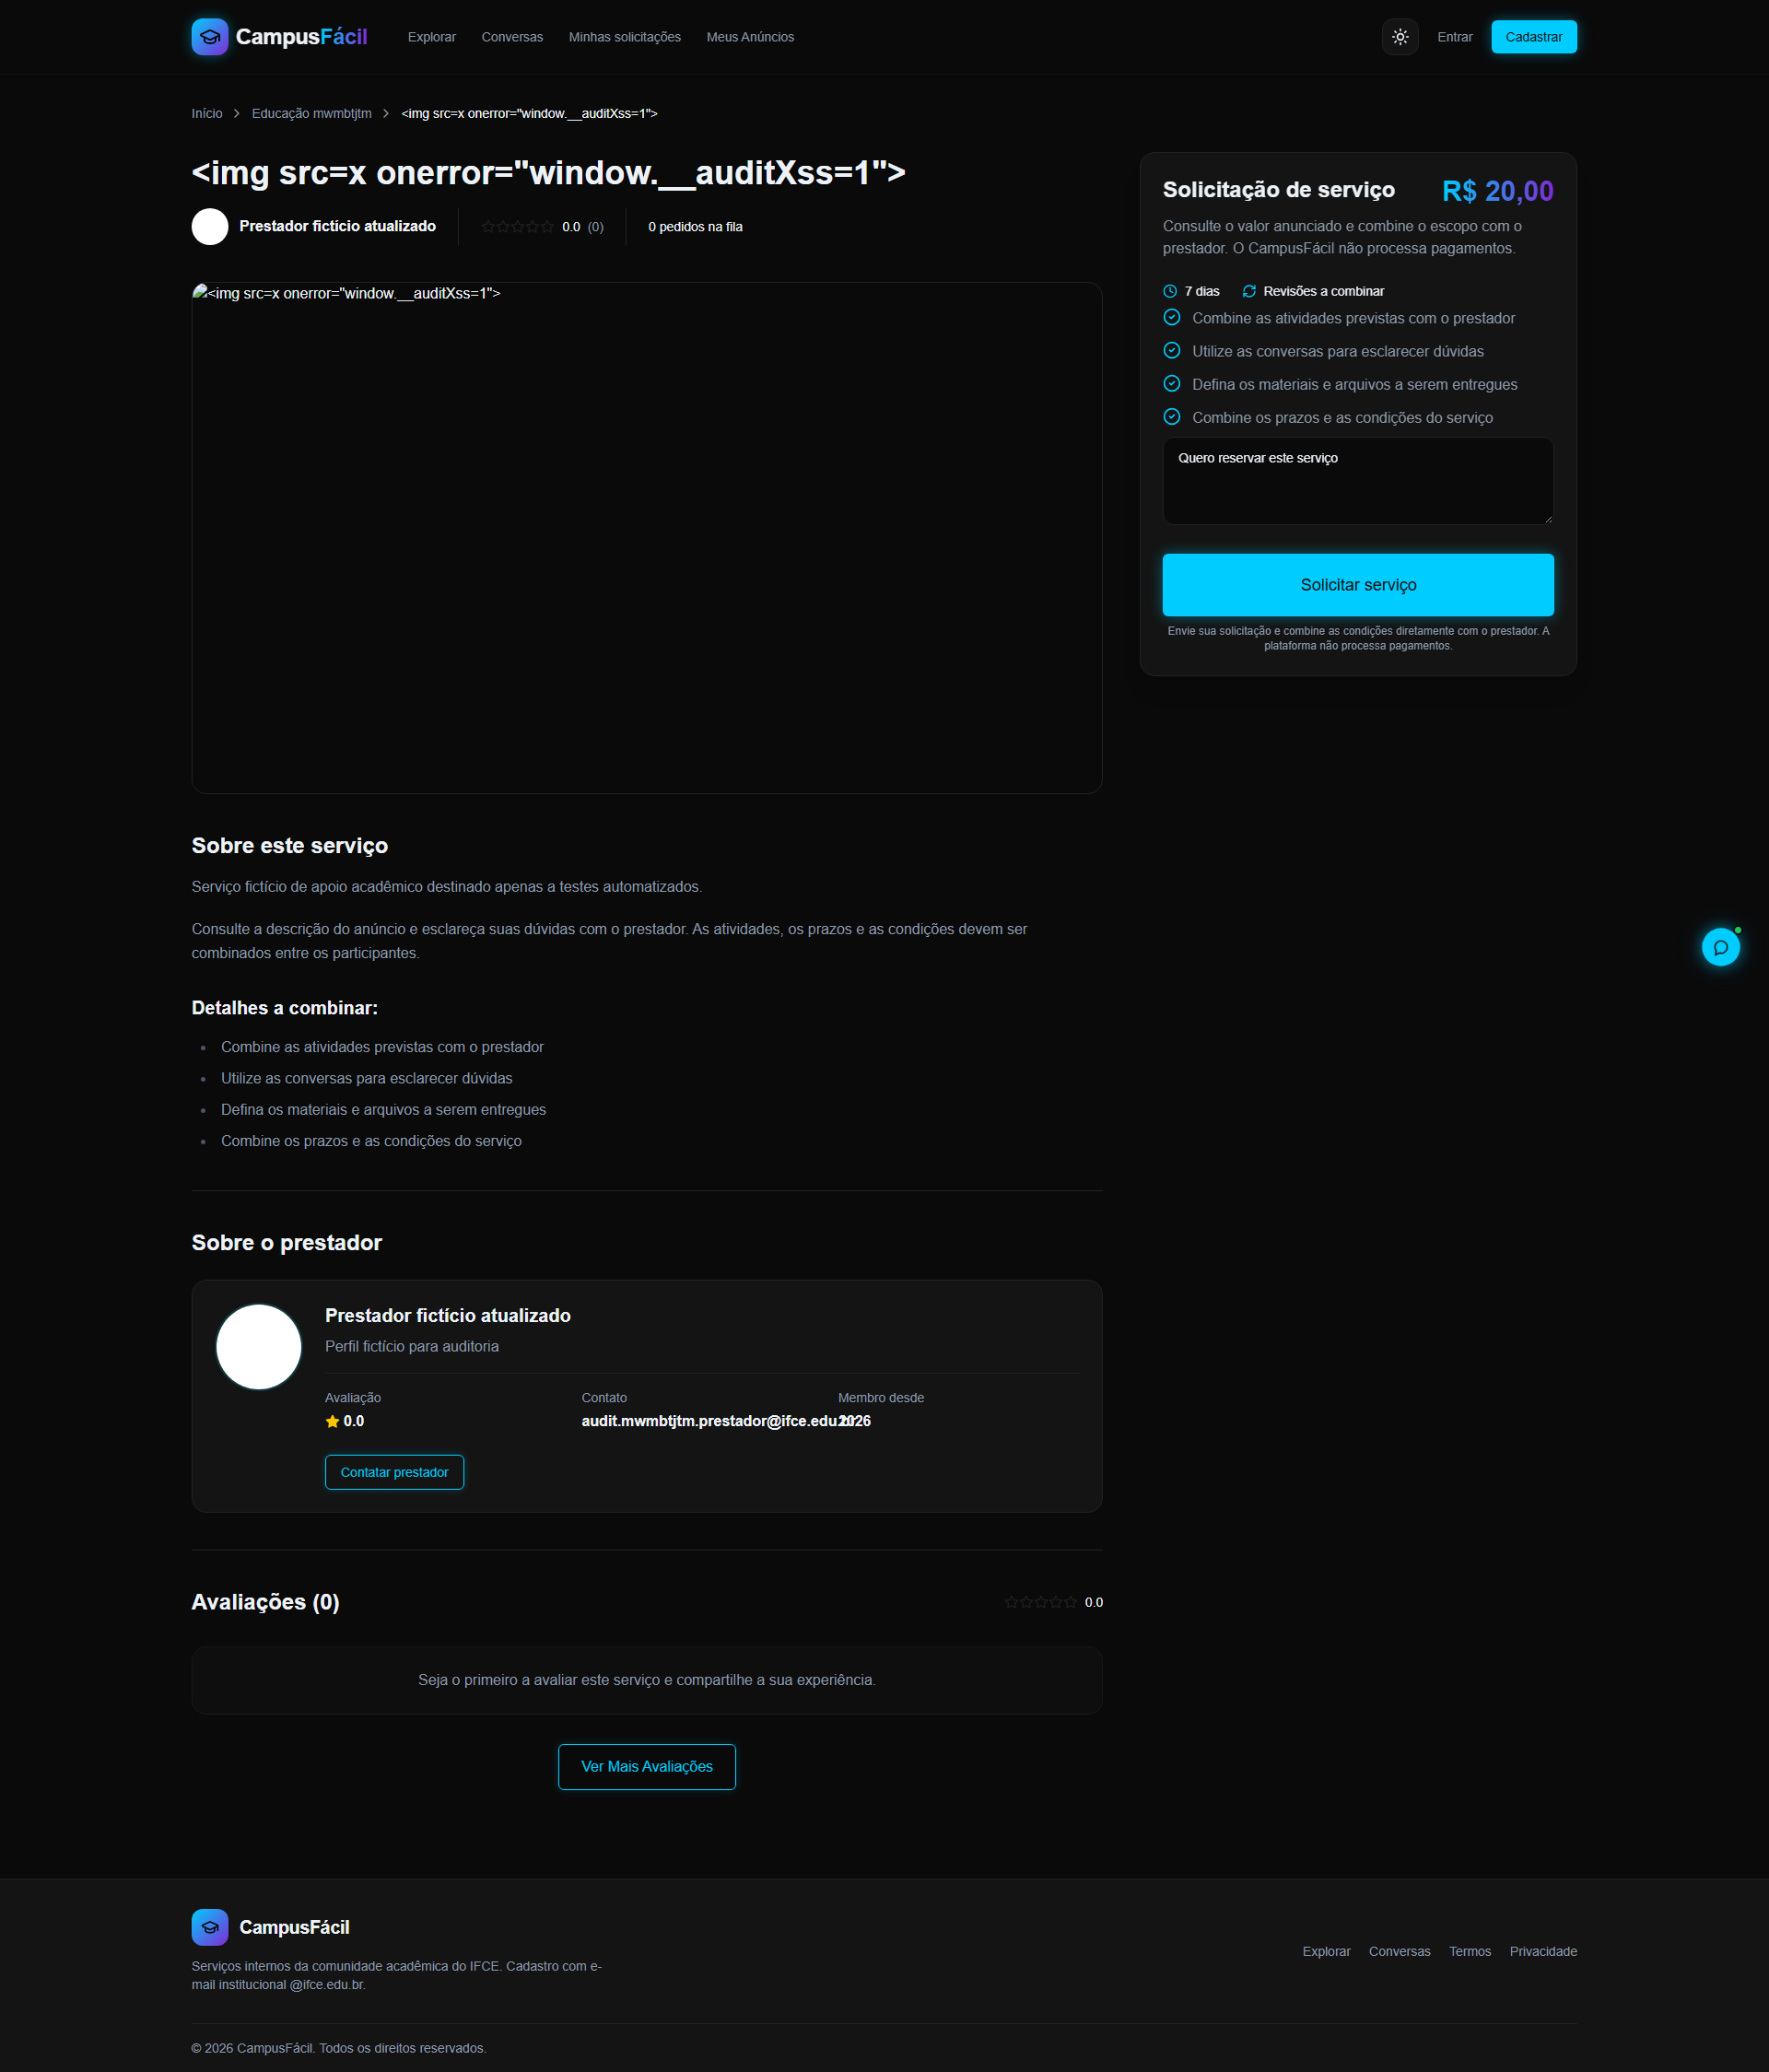 CampusFácil
Explorar
Conversas
Minhas solicitações
Meus Anúncios
Entrar
Cadastrar
Início
Educação mwmbtjtm
<img src=x onerror="window.__auditXss=1">
<img src=x onerror="window.__auditXss=1">
Prestador fictício atualizado
0.0 (0)
0 pedidos na fila
<img src=x onerror="window.__auditXss=1">
Solicitação de serviço
R$ 20,00
Consulte o valor anunciado e combine o escopo com o
prestador. O CampusFácil não processa pagamentos.
7 dias
Revisões a combinar
Combine as atividades previstas com o prestador
Utilize as conversas para esclarecer dúvidas
Defina os materiais e arquivos a serem entregues
Combine os prazos e as condições do serviço
Quero reservar este serviço
Solicitar serviço
Envie sua solicitação e combine as condições diretamente com o prestador. A
plataforma não processa pagamentos.
Sobre este serviço
Serviço fictício de apoio acadêmico destinado apenas a testes automatizados.
Consulte a descrição do anúncio e esclareça suas dúvidas com o prestador. As atividades, os prazos e as condições devem ser
combinados entre os participantes.
Detalhes a combinar:
Combine as atividades previstas com o prestador
Utilize as conversas para esclarecer dúvidas
Defina os materiais e arquivos a serem entregues
Combine os prazos e as condições do serviço
Sobre o prestador
Prestador fictício atualizado
Perfil fictício para auditoria
Avaliação
0.0
Contato
audit.mwmbtjtm.prestador@ifce.edu.br
Membro desde
2026
Contatar prestador
Avaliações (0)
0.0
Seja o primeiro a avaliar este serviço e compartilhe a sua experiência.
Ver Mais Avaliações
CampusFácil
Serviços internos da comunidade acadêmica do IFCE. Cadastro com e-
mail institucional @ifce.edu.br.
Explorar
Conversas
Termos
Privacidade
© 2026 CampusFácil. Todos os direitos reservados.